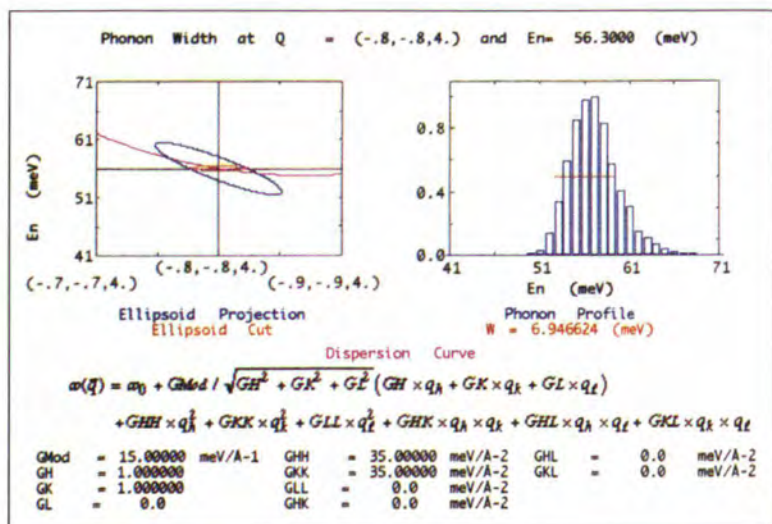 Phonon Width at Q = (-.8,-.8,4.) and En= 56.3000 (meV)
71
61
51
41
En (meV)
(-.7,-.7,4.)
(-.8,-.8,4.)
(-.9,-.9,4.)
Ellipsoid Projection
Ellipsoid Cut
0.8
0.4
0.0
41 51 61 71
En (meV)
Phonon Profile
W = 6.946624 (meV)
Dispersion Curve
ω(q̄) = ω₀ + GMod / √(GH² + GK² + GL²) (GH × qₕ + GK × qₖ + GL × q_ℓ)
+GHH × qₕ² + GKK × qₖ² + GLL × q_ℓ² + GHK × qₕ × qₖ + GHL × qₕ × q_ℓ + GKL × qₖ × q_ℓ
GMod = 15.00000 meV/A-1 GHH = 35.00000 meV/A-2 GHL = 0.0 meV/A-2
GH = 1.000000 GKK = 35.00000 meV/A-2 GKL = 0.0 meV/A-2
GK = 1.000000 GLL = 0.0 meV/A-2
GL = 0.0 GHK = 0.0 meV/A-2